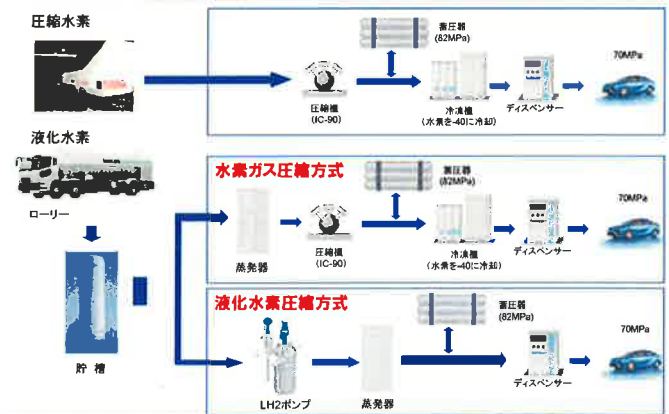 圧縮水素
蓄圧器
(82MPa)
70MPa
圧縮機
(IC-90)
冷凍機
(水素を-40に冷却)
ディスペンサー
液化水素
ローリー
貯槽
水素ガス圧縮方式
蓄圧器
(82MPa)
70MPa
蒸発器
圧縮機
(IC-90)
冷凍機
(水素を-40に冷却)
ディスペンサー
液化水素圧縮方式
蓄圧器
(82MPa)
70MPa
LH2ポンプ
蒸発器
ディスペンサー